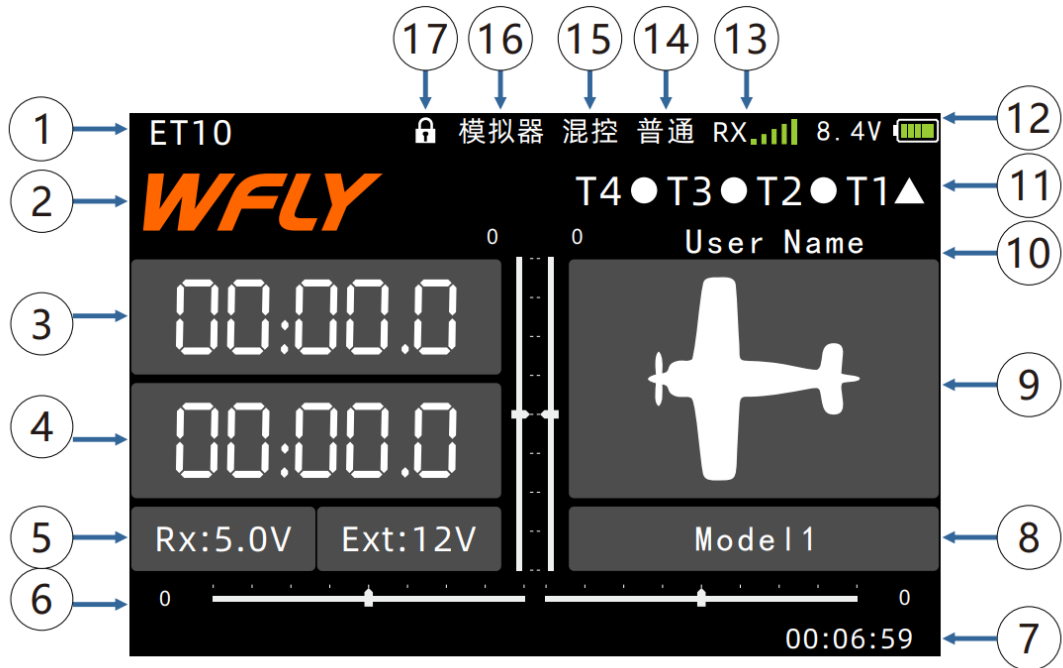 17 16 15 14 13
1 ET10 模拟器 混控 普通 RX 8.4V 12
2 WFLY T4●T3●T2●T1▲ 11
0 0 User Name 10
3 00:00.0 9
4 00:00.0
5 Rx:5.0V Ext:12V Model1 8
6 0 0
00:06:59 7